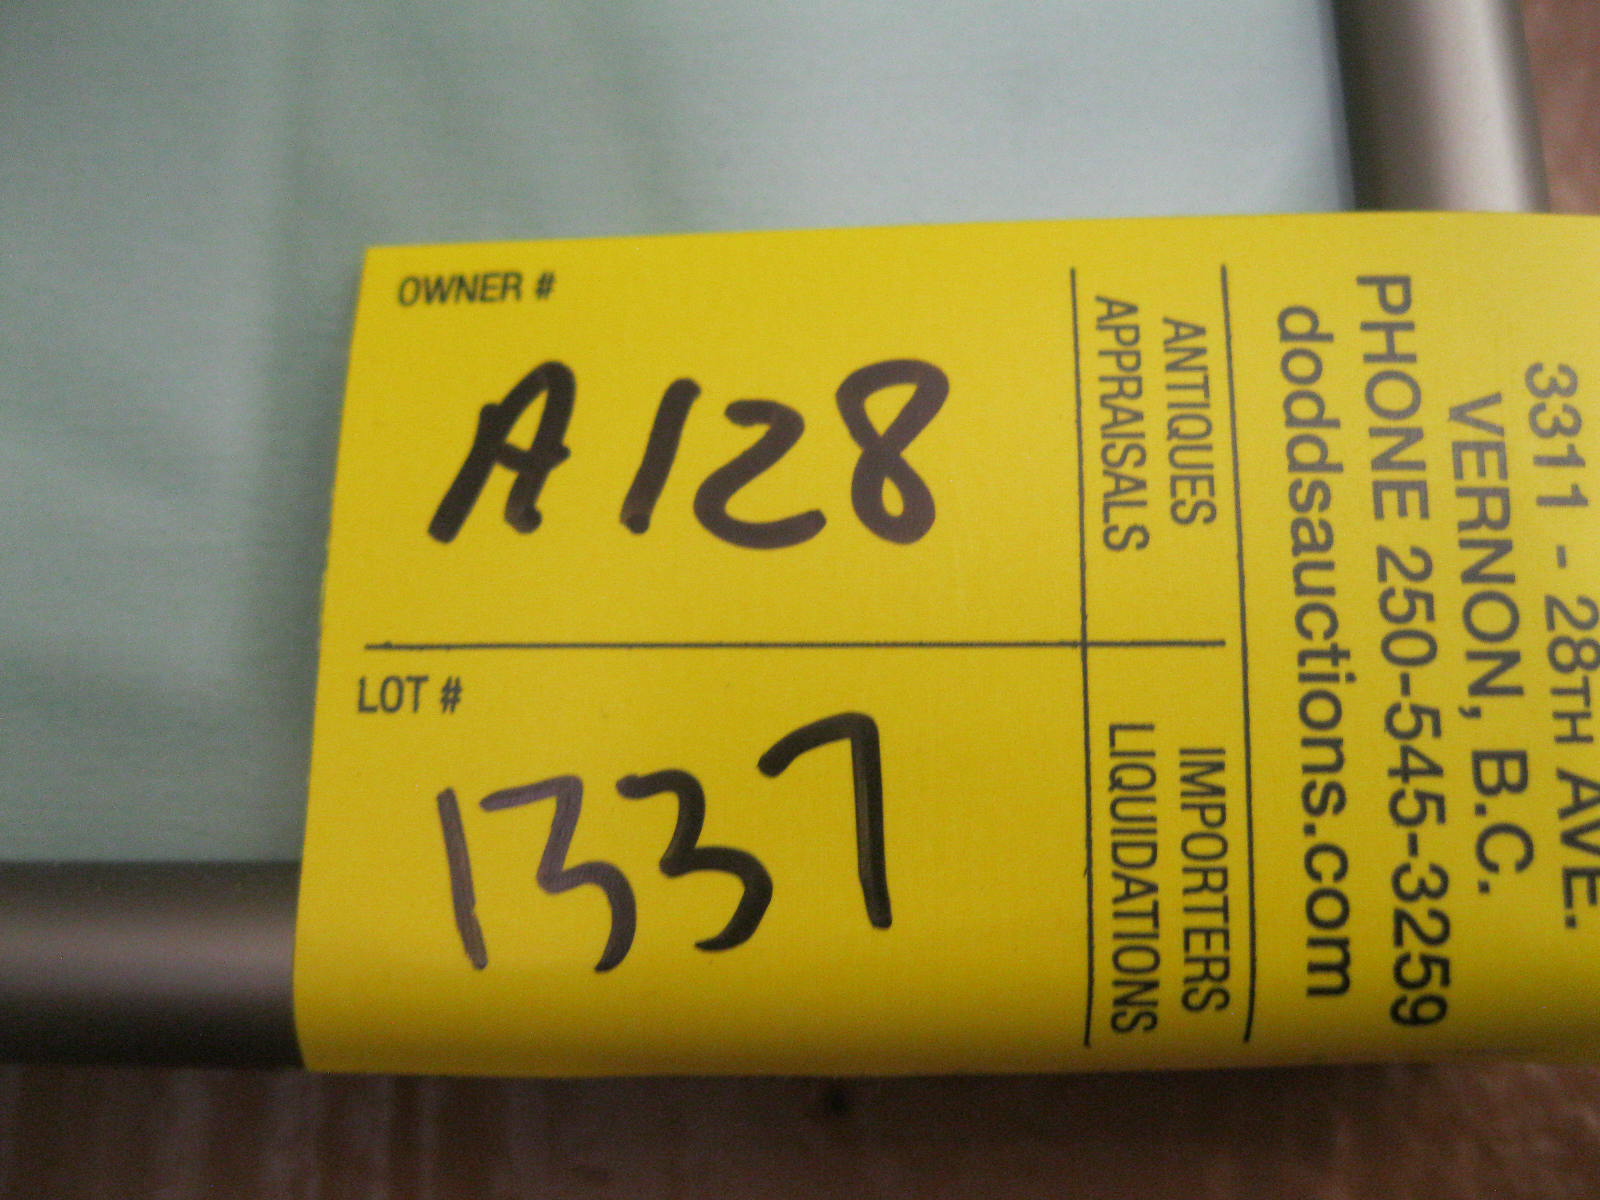 OWNER #
A128
LOT #
1337
ANTIQUES
APPRAISALS
IMPORTERS
LIQUIDATIONS
3311 - 28TH AVE.
VERNON, B.C.
PHONE 250-545-3259
doddsauctions.com